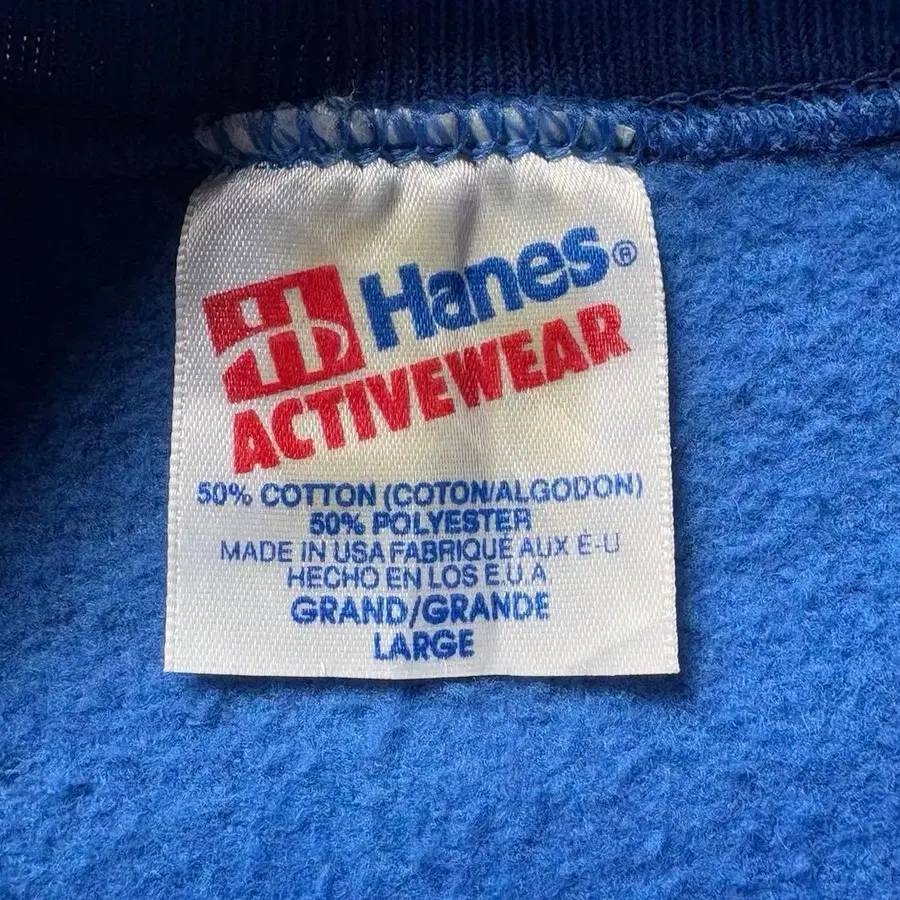 Hanes®
ACTIVEWEAR
50% COTTON (COTON/ALGODON)
50% POLYESTER
MADE IN USA FABRIQUÉ AUX É-U
HECHO EN LOS E.U.A
GRAND/GRANDE
LARGE